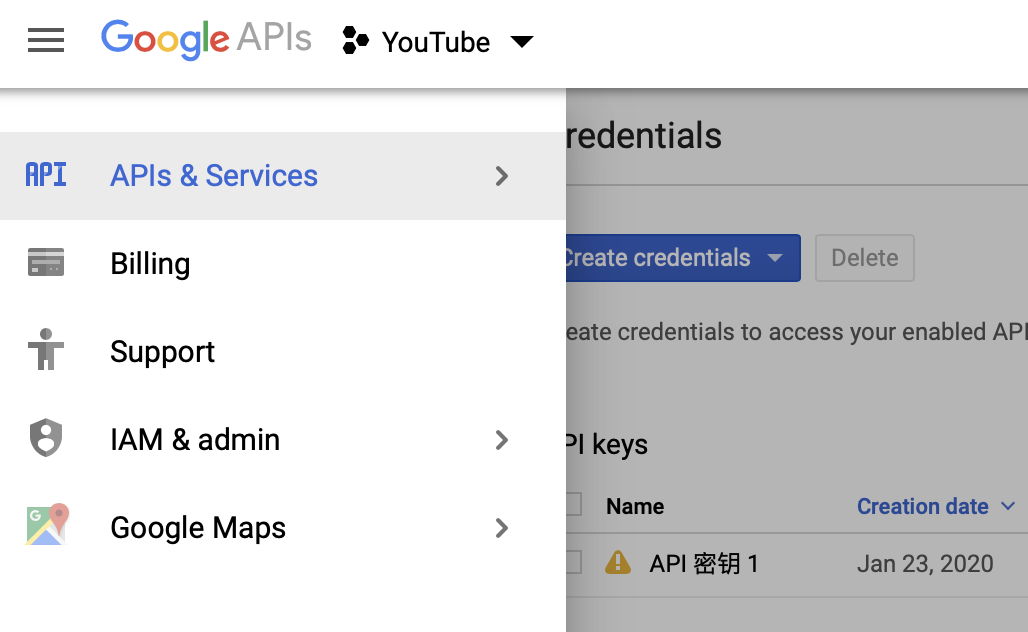 Google APIs YouTube
API APIs & Services
Billing
Support
IAM & admin
G Google Maps
redentials
Create credentials Delete
eate credentials to access your enabled API
PI keys
Name Creation date
API 密钥 1 Jan 23, 2020